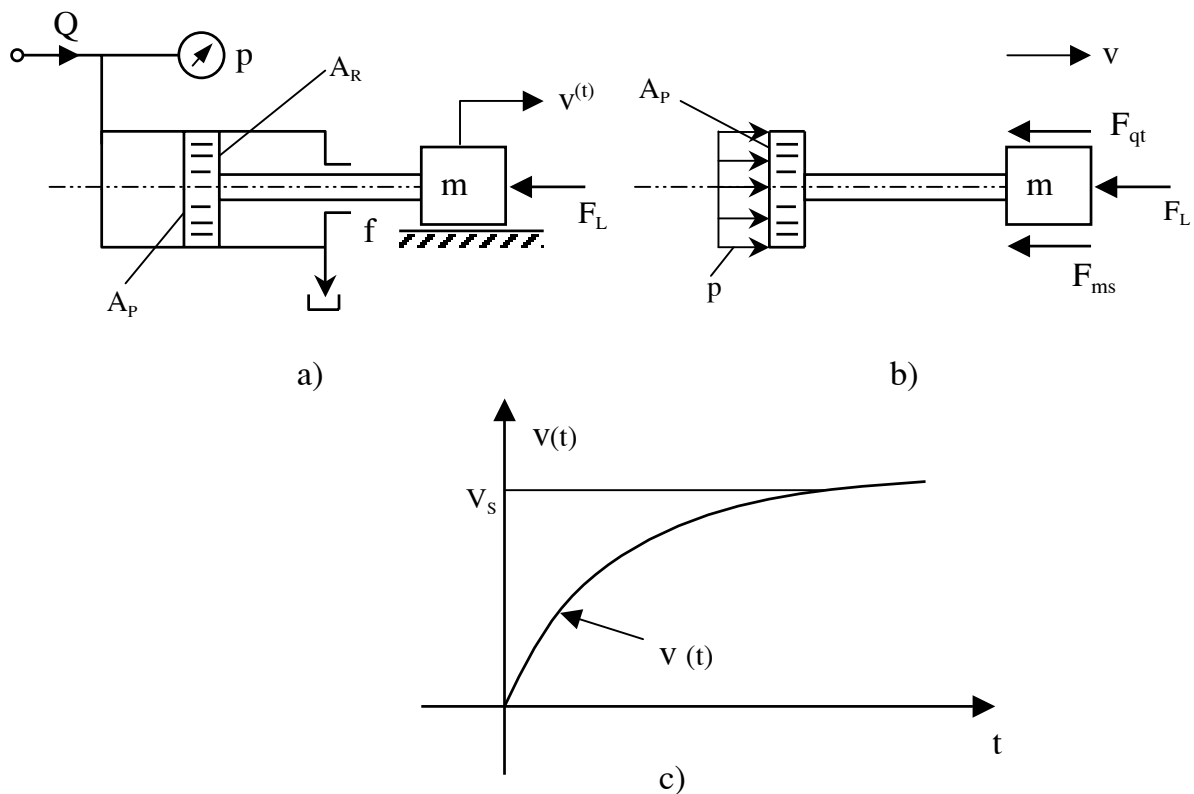 Q
p
A_R
v^(t)
m
F_L
f
A_P
a)
v
A_P
F_qt
m
F_L
F_ms
p
b)
v(t)
V_S
v (t)
t
c)